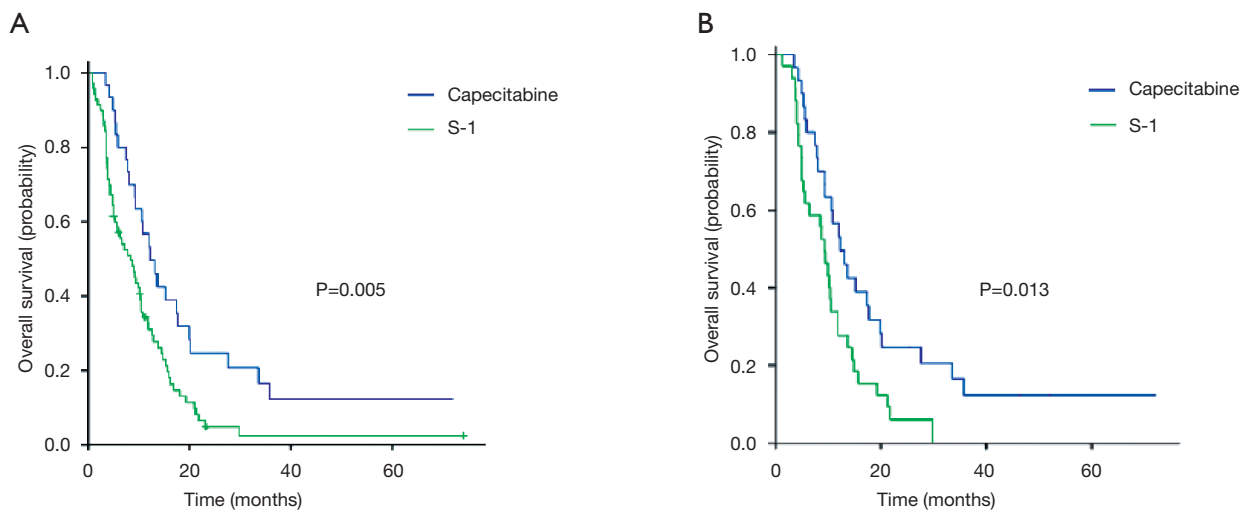 A
Overall survival (probability)
1.0
0.8
0.6
0.4
0.2
0.0
0
20
40
60
Time (months)
Capecitabine
S-1
P=0.005
B
Overall survival (probability)
1.0
0.8
0.6
0.4
0.2
0.0
0
20
40
60
Time (months)
Capecitabine
S-1
P=0.013